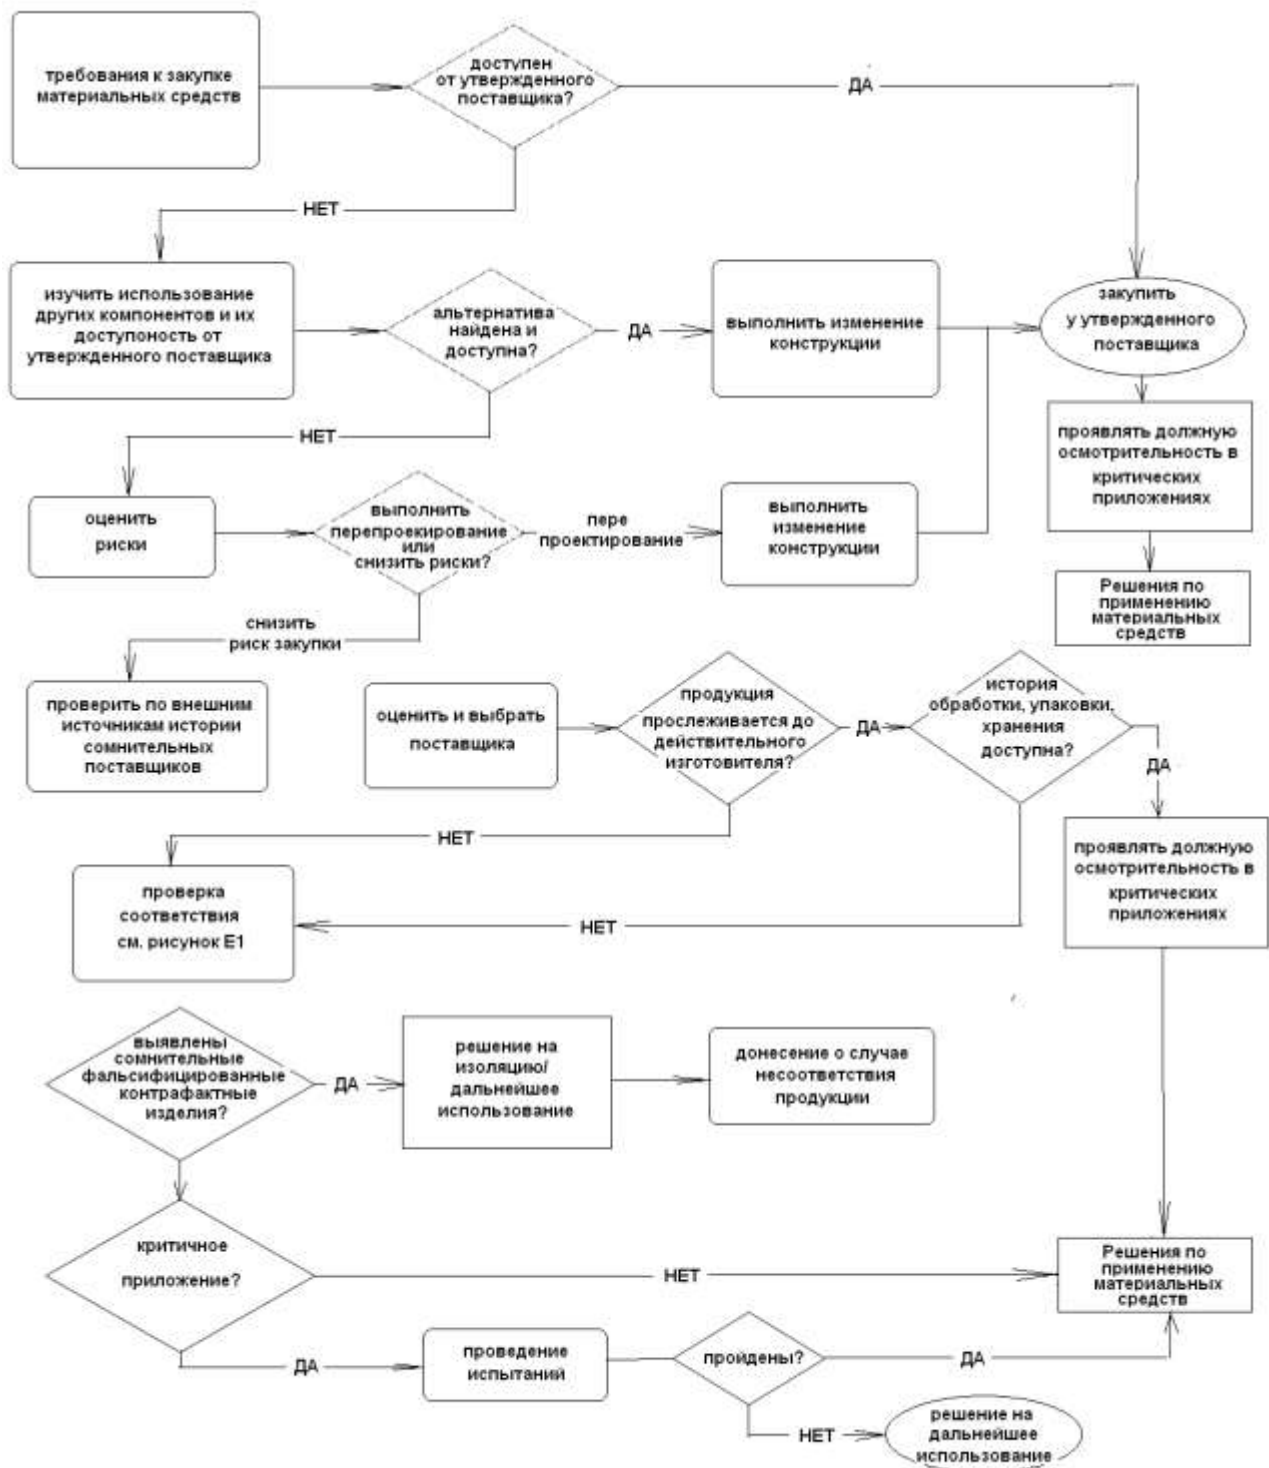 требования к закупке
материальных средств
доступен
от утвержденного
поставщика?
ДА
НЕТ
изучить использование
других компонентов и их
доступоность от
утвержденного поставщика
альтернатива
найдена и
доступна?
ДА
выполнить изменение
конструкции
закупить
у утвержденного
поставщика
НЕТ
проявлять должную
осмотрительность в
критических
приложениях
оценить
риски
выполнить
перепроекирование
или
снизить риски?
пере
проектирование
выполнить
изменение
конструкции
Решения по
применению
материальных
средств
снизить
риск закупки
проверить по внешним
источникам истории
сомнительных
поставщиков
оценить и выбрать
поставщика
продукция
прослеживается до
действительного
изготовителя?
ДА
история
обработки, упаковки,
хранения
доступна?
ДА
НЕТ
проявлять должную
осмотрительность в
критических
приложениях
проверка
соответствия
см. рисунок Е1
НЕТ
выявлены
сомнительные
фальсифицированные
контрафактные
изделия?
ДА
решение на
изоляцию/
дальнейшее
использование
донесение о случае
несоответствия
продукции
критичное
приложение?
НЕТ
Решения по
применению
материальных
средств
ДА
проведение
испытаний
пройдены?
ДА
НЕТ
решение на
дальнейшее
использование